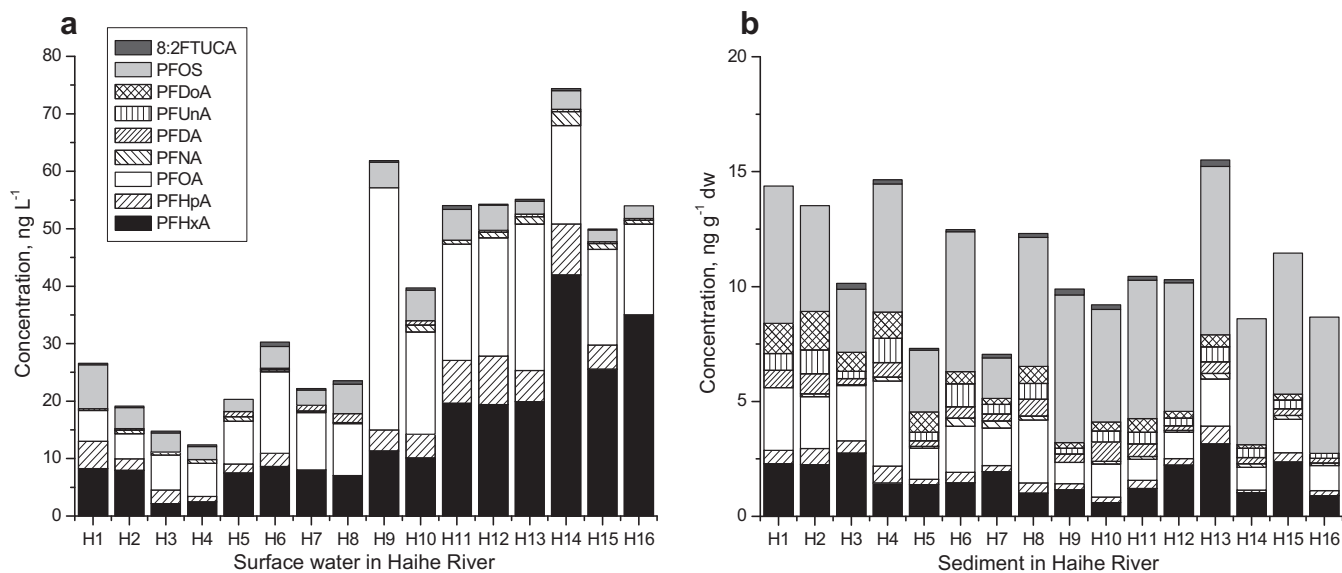 a
8:2FTUCA
PFOS
PFDoA
PFUnA
PFDA
PFNA
PFOA
PFHpA
PFHxA
80
70
60
50
40
30
20
10
0
Concentration, ng L-1
H1 H2 H3 H4 H5 H6 H7 H8 H9 H10 H11 H12 H13 H14 H15 H16
Surface water in Haihe River
b
20
15
10
5
0
Concentration, ng g-1 dw
H1 H2 H3 H4 H5 H6 H7 H8 H9 H10 H11 H12 H13 H14 H15 H16
Sediment in Haihe River